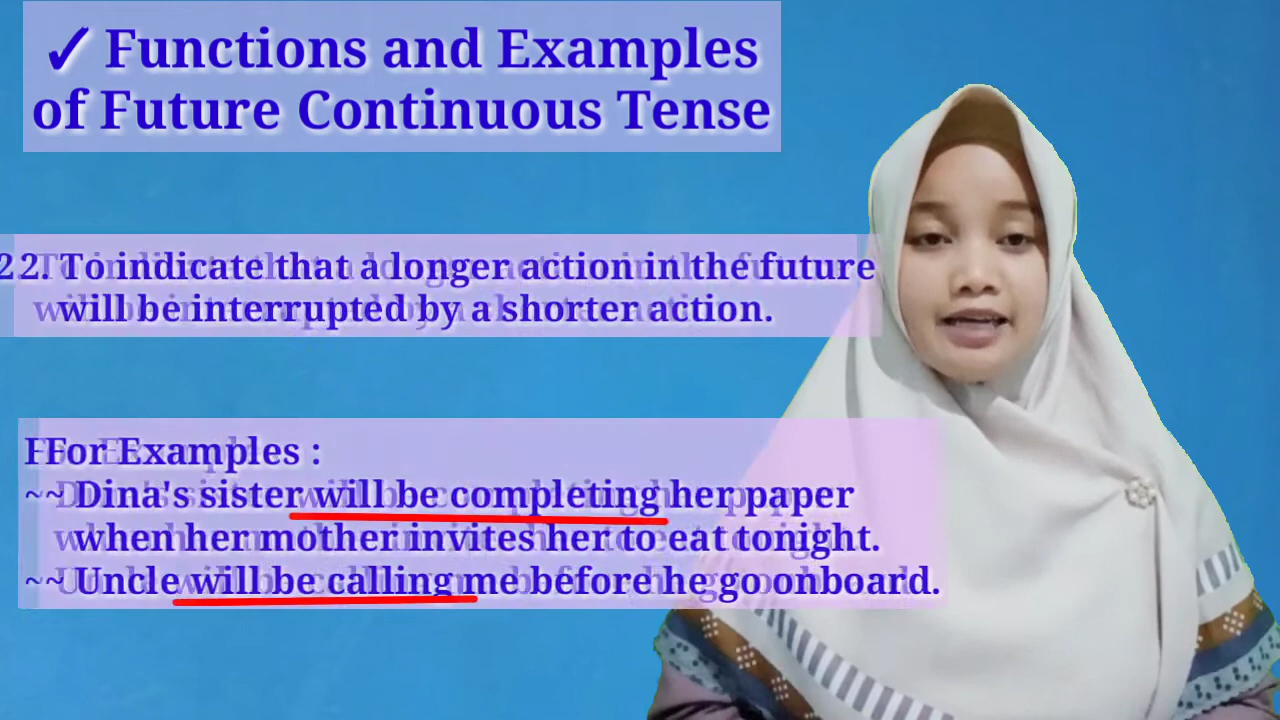 ✓ Functions and Examples
of Future Continuous Tense
2. To indicate that a longer action in the future
will be interrupted by a shorter action.
For Examples :
~~ Dina's sister will be completing her paper
when her mother invites her to eat tonight.
~~ Uncle will be calling me before he go onboard.